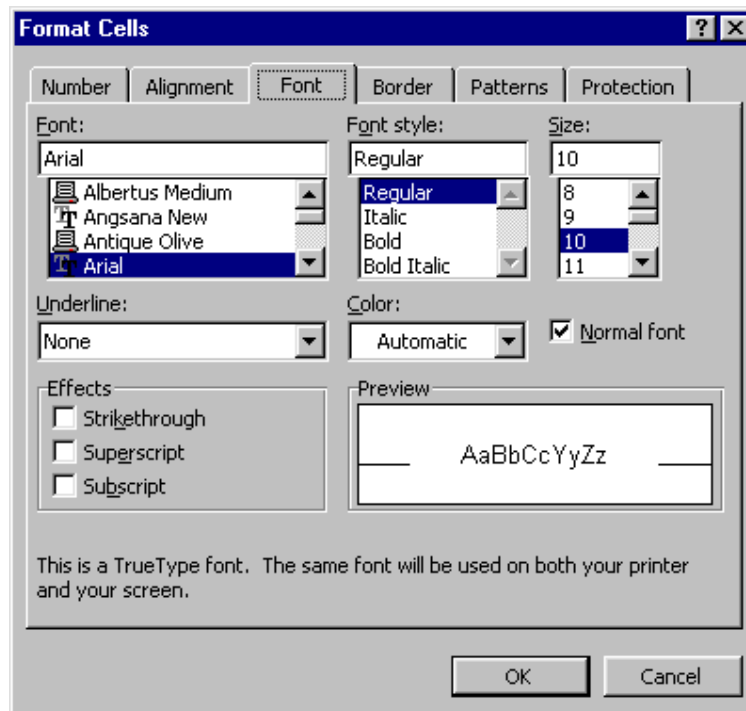 Format Cells
Number Alignment Font Border Patterns Protection
Font: Font style: Size:
Arial Regular 10
Albertus Medium Regular 8
Angsana New Italic 9
Antique Olive Bold 10
Arial Bold Italic 11
Underline: Color:
None Automatic Normal font
Effects Preview
Strikethrough
Superscript AaBbCcYyZz
Subscript
This is a TrueType font. The same font will be used on both your printer
and your screen.
OK Cancel